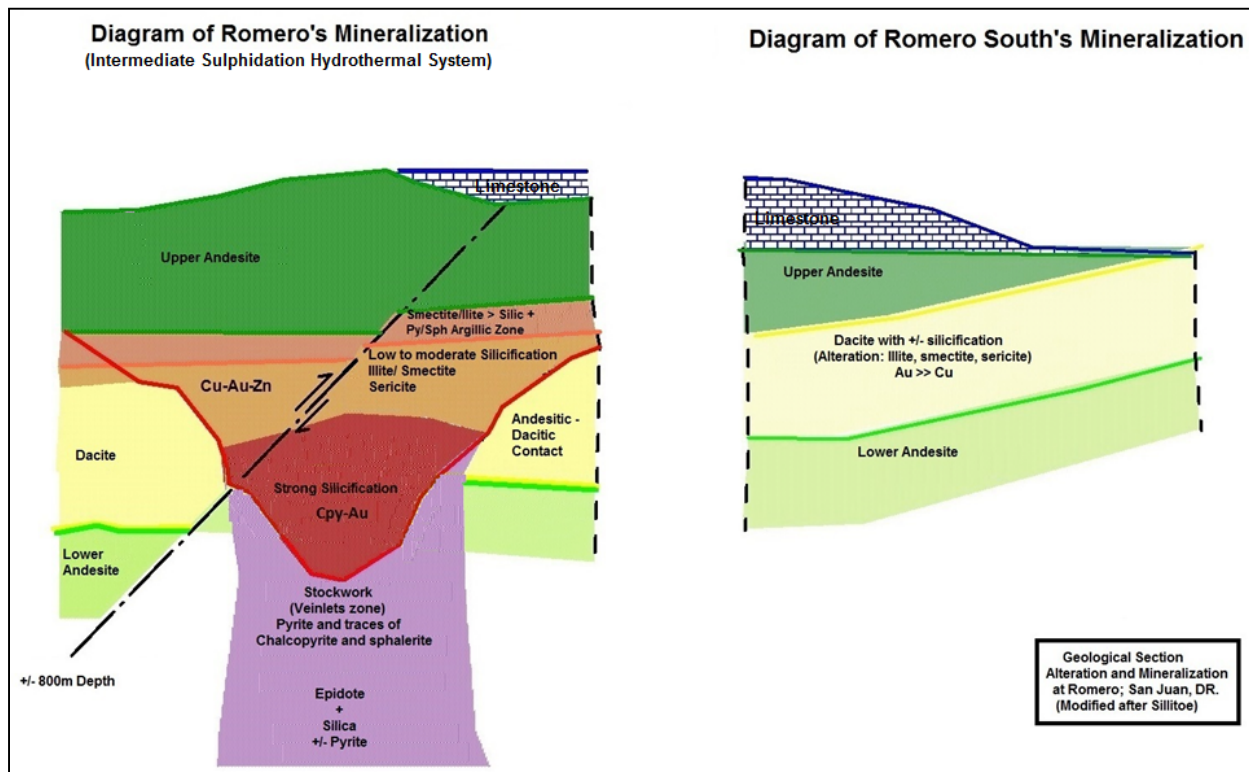 Diagram of Romero's Mineralization
(Intermediate Sulphidation Hydrothermal System)
Limestone
Upper Andesite
Smectite/Illite > Silic +
Py/Sph Argillic Zone
Low to moderate Silicification
Illite/ Smectite
Sericite
Cu-Au-Zn
Andesitic -
Dacitic
Contact
Dacite
Strong Silicification
Cpy-Au
Lower
Andesite
Stockwork
(Veinlets zone)
Pyrite and traces of
Chalcopyrite and sphalerite
+/- 800m Depth
Epidote
+
Silica
+/- Pyrite
Diagram of Romero South's Mineralization
Limestone
Upper Andesite
Dacite with +/- silicification
(Alteration: Illite, smectite, sericite)
Au >> Cu
Lower Andesite
Geological Section
Alteration and Mineralization
at Romero; San Juan, DR.
(Modified after Sillitoe)